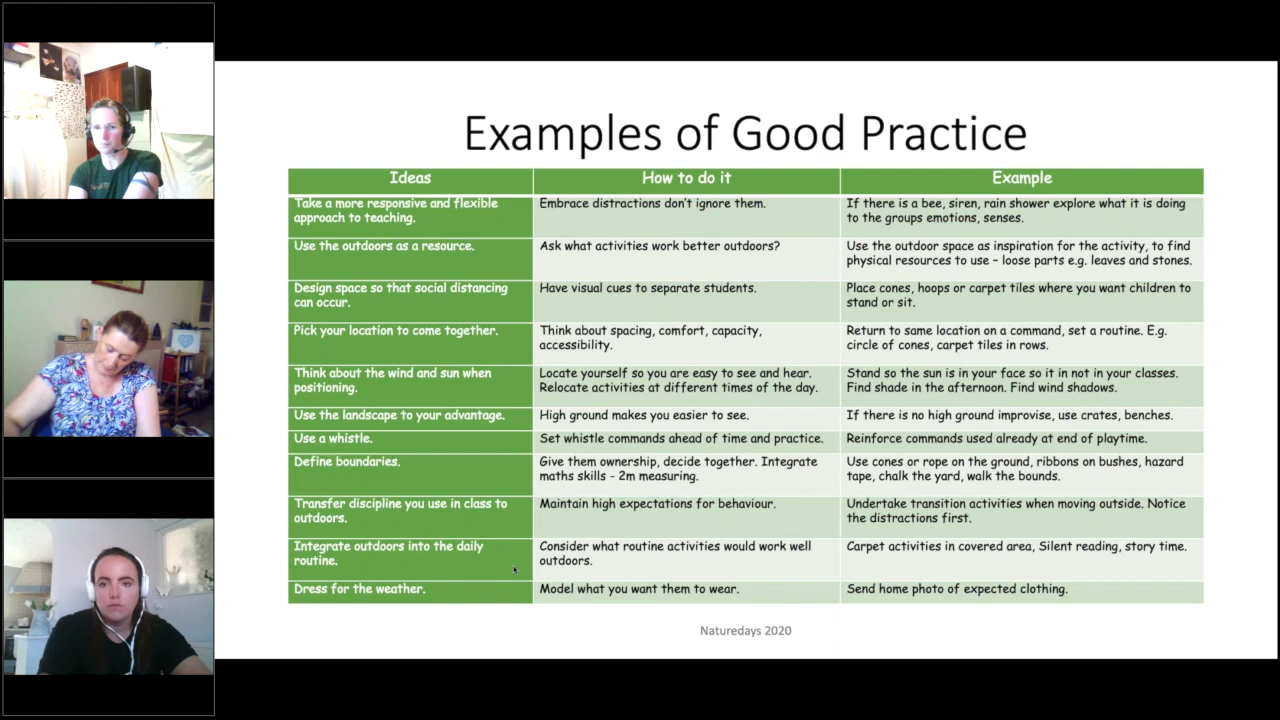 Examples of Good Practice
Ideas
How to do it
Example
Take a more responsive and flexible
approach to teaching.
Embrace distractions don't ignore them.
If there is a bee, siren, rain shower explore what it is doing
to the groups emotions, senses.
Use the outdoors as a resource.
Ask what activities work better outdoors?
Use the outdoor space as inspiration for the activity, to find
physical resources to use – loose parts e.g. leaves and stones.
Design space so that social distancing
can occur.
Have visual cues to separate students.
Place cones, hoops or carpet tiles where you want children to
stand or sit.
Pick your location to come together.
Think about spacing, comfort, capacity,
accessibility.
Return to same location on a command, set a routine. E.g.
circle of cones, carpet tiles in rows.
Think about the wind and sun when
positioning.
Locate yourself so you are easy to see and hear.
Relocate activities at different times of the day.
Stand so the sun is in your face so it in not in your classes.
Find shade in the afternoon. Find wind shadows.
Use the landscape to your advantage.
High ground makes you easier to see.
If there is no high ground improvise, use crates, benches.
Use a whistle.
Set whistle commands ahead of time and practice.
Reinforce commands used already at end of playtime.
Define boundaries.
Give them ownership, decide together. Integrate
maths skills - 2m measuring.
Use cones or rope on the ground, ribbons on bushes, hazard
tape, chalk the yard, walk the bounds.
Transfer discipline you use in class to
outdoors.
Maintain high expectations for behaviour.
Undertake transition activities when moving outside. Notice
the distractions first.
Integrate outdoors into the daily
routine.
Consider what routine activities would work well
outdoors.
Carpet activities in covered area, Silent reading, story time.
Dress for the weather.
Model what you want them to wear.
Send home photo of expected clothing.
Naturedays 2020